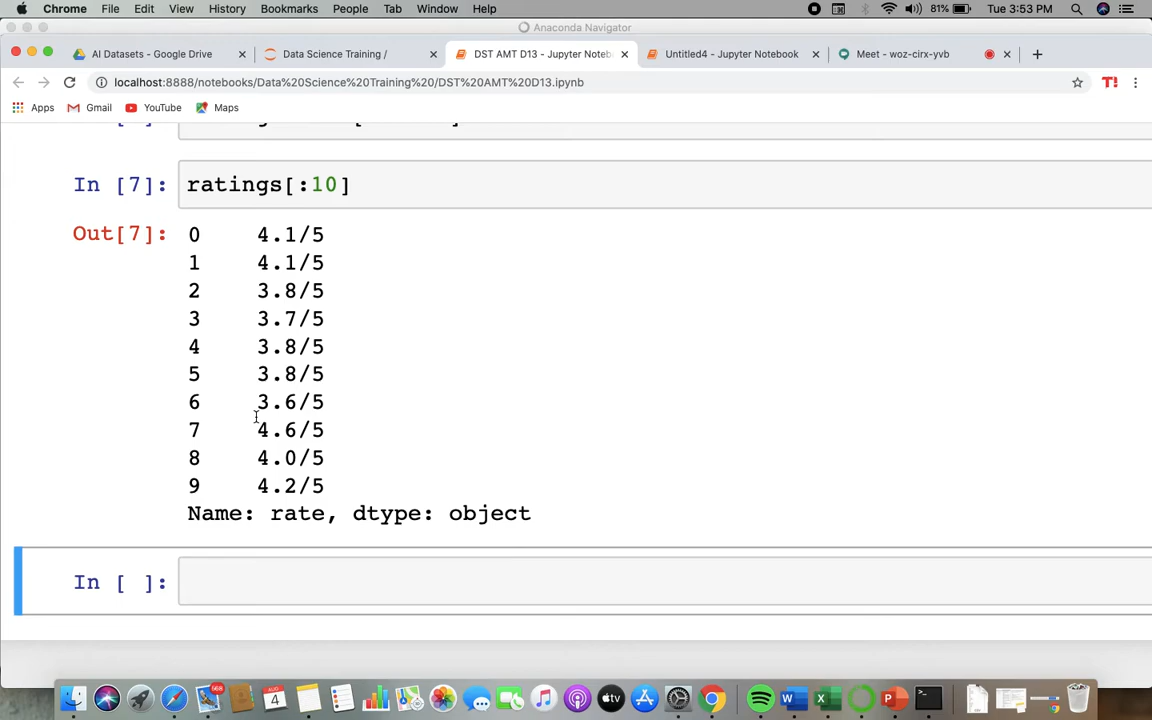 Chrome File Edit View History Bookmarks People Tab Window Help 81% Tue 3:53 PM
Anaconda Navigator
AI Datasets - Google Drive Data Science Training / DST AMT D13 - Jupyter Noteb Untitled4 - Jupyter Notebook Meet - woz-cirx-yvb
localhost:8888/notebooks/Data%20Science%20Training%20/DST%20AMT%20D13.ipynb
Apps Gmail YouTube Maps
In [7]: ratings[:10]
Out[7]: 0 4.1/5
1 4.1/5
2 3.8/5
3 3.7/5
4 3.8/5
5 3.8/5
6 3.6/5
7 4.6/5
8 4.0/5
9 4.2/5
Name: rate, dtype: object
In [ ]: